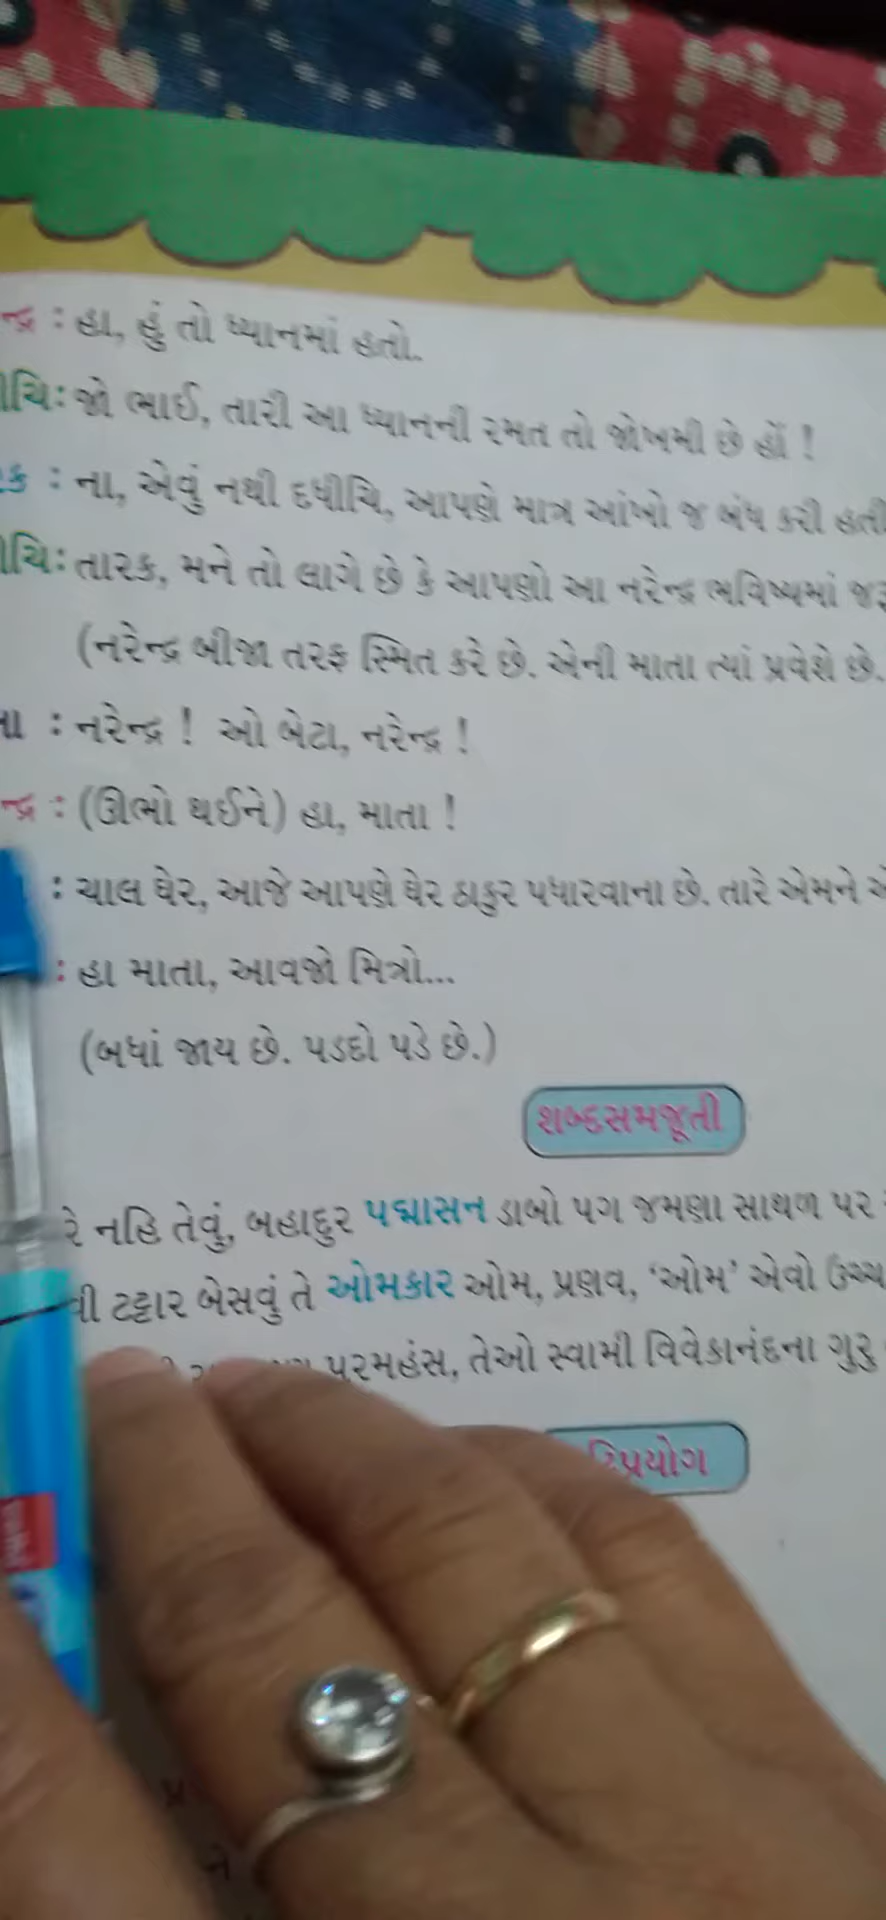 ન્દ્ર : હા, હું તો ધ્યાનમાં હતો.
ચિ: જો ભાઈ, તારી આ ધ્યાનની રમત તો જોખમી છે હોં !
ક : ના, એવું નથી દધીચિ, આપણે માત્ર આંખો જ બંધ કરી હતી
ચિ: તારક, મને તો લાગે છે કે આપણો આ નરેન્દ્ર ભવિષ્યમાં
(નરેન્દ્ર બીજા તરફ સ્મિત કરે છે. એની માતા ત્યાં પ્રવેશે છે.
: નરેન્દ્ર ! ઓ બેટા, નરેન્દ્ર !
ન્દ્ર : (ઊભો થઈને) હા, માતા !
: ચાલ ઘેર, આજે આપણે ઘેર ઠાકુર પધારવાના છે. તારે એમને
: હા માતા, આવજો મિત્રો...
(બધાં જાય છે. પડદો પડે છે.)
શબ્દસમજૂતી
રે નહિ તેવું, બહાદુર પદ્માસન ડાબો પગ જમણા સાથળ પર
ટટ્ટાર બેસવું તે ઓમકાર ઓમ, પ્રણવ, ‘ઓમ’ એવો
પરમહંસ, તેઓ સ્વામી વિવેકાનંદના ગુરુ